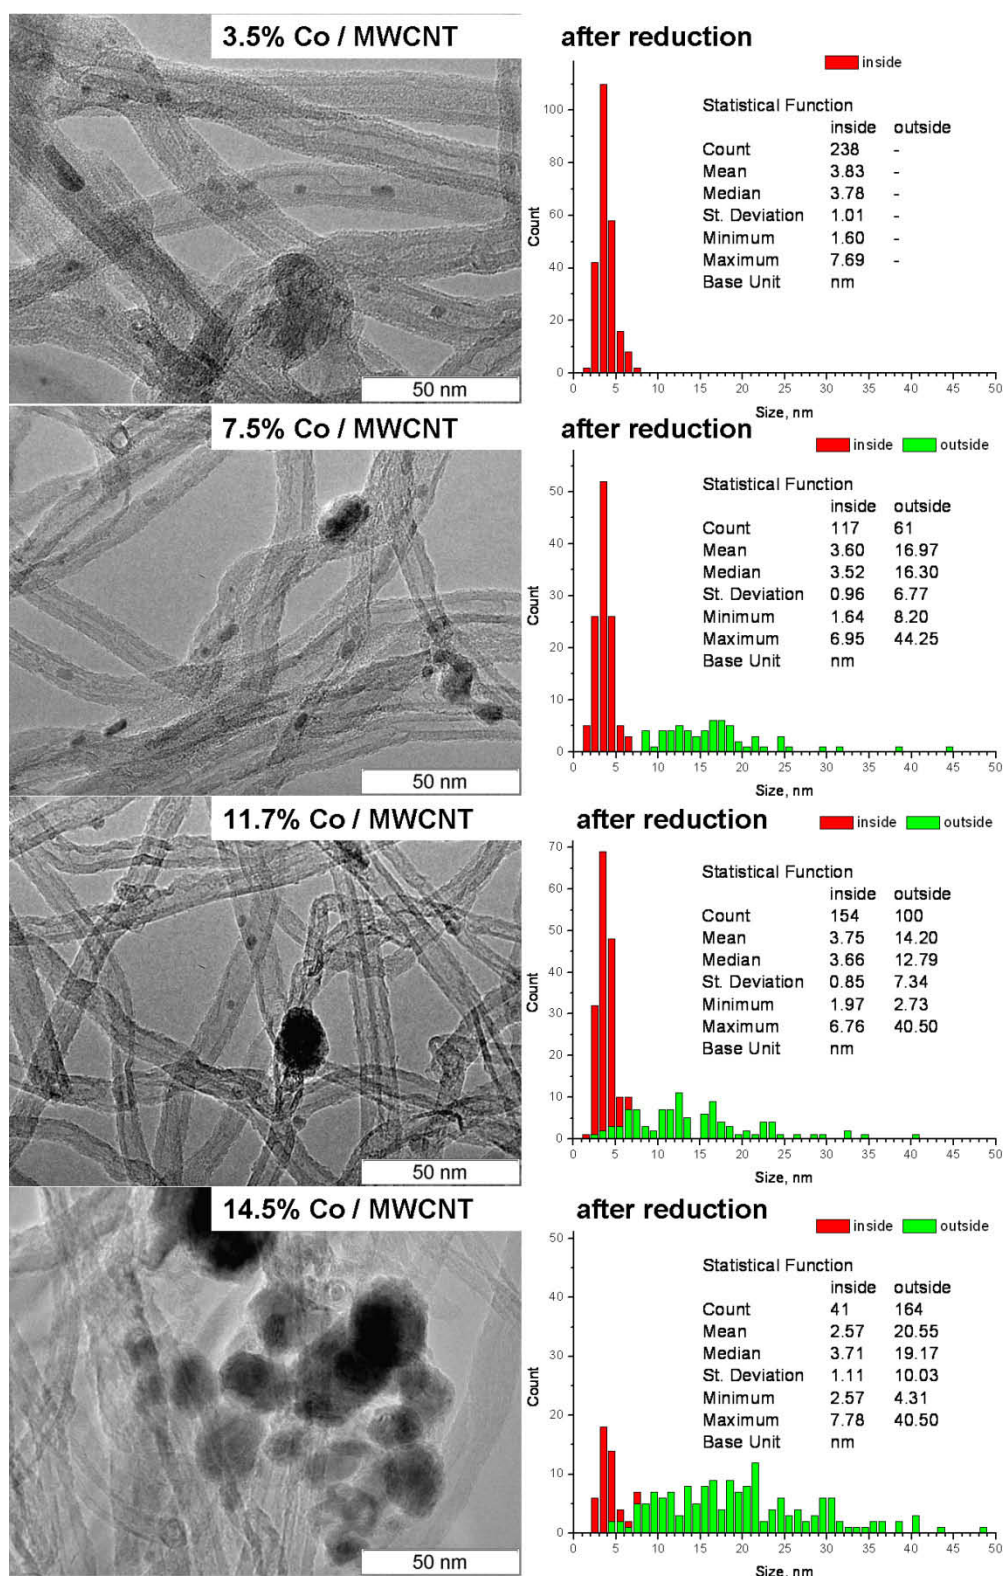 3.5% Co / MWCNT
after reduction
inside
Statistical Function
inside outside
Count 238 -
Mean 3.83 -
Median 3.78 -
St. Deviation 1.01 -
Minimum 1.60 -
Maximum 7.69 -
Base Unit nm
Count
100
80
60
40
20
0
0 5 10 15 20 25 30 35 40 45 50
Size, nm
50 nm
7.5% Co / MWCNT
after reduction
inside outside
Statistical Function
inside outside
Count 117 61
Mean 3.60 16.97
Median 3.52 16.30
St. Deviation 0.96 6.77
Minimum 1.64 8.20
Maximum 6.95 44.25
Base Unit nm
Count
50
40
30
20
10
0
0 5 10 15 20 25 30 35 40 45 50
Size, nm
50 nm
11.7% Co / MWCNT
after reduction
inside outside
Statistical Function
inside outside
Count 154 100
Mean 3.75 14.20
Median 3.66 12.79
St. Deviation 0.85 7.34
Minimum 1.97 2.73
Maximum 6.76 40.50
Base Unit nm
Count
70
60
50
40
30
20
10
0
0 5 10 15 20 25 30 35 40 45 50
Size, nm
50 nm
14.5% Co / MWCNT
after reduction
inside outside
Statistical Function
inside outside
Count 41 164
Mean 2.57 20.55
Median 3.71 19.17
St. Deviation 1.11 10.03
Minimum 2.57 4.31
Maximum 7.78 40.50
Base Unit nm
Count
50
40
30
20
10
0
0 5 10 15 20 25 30 35 40 45 50
Size, nm
50 nm